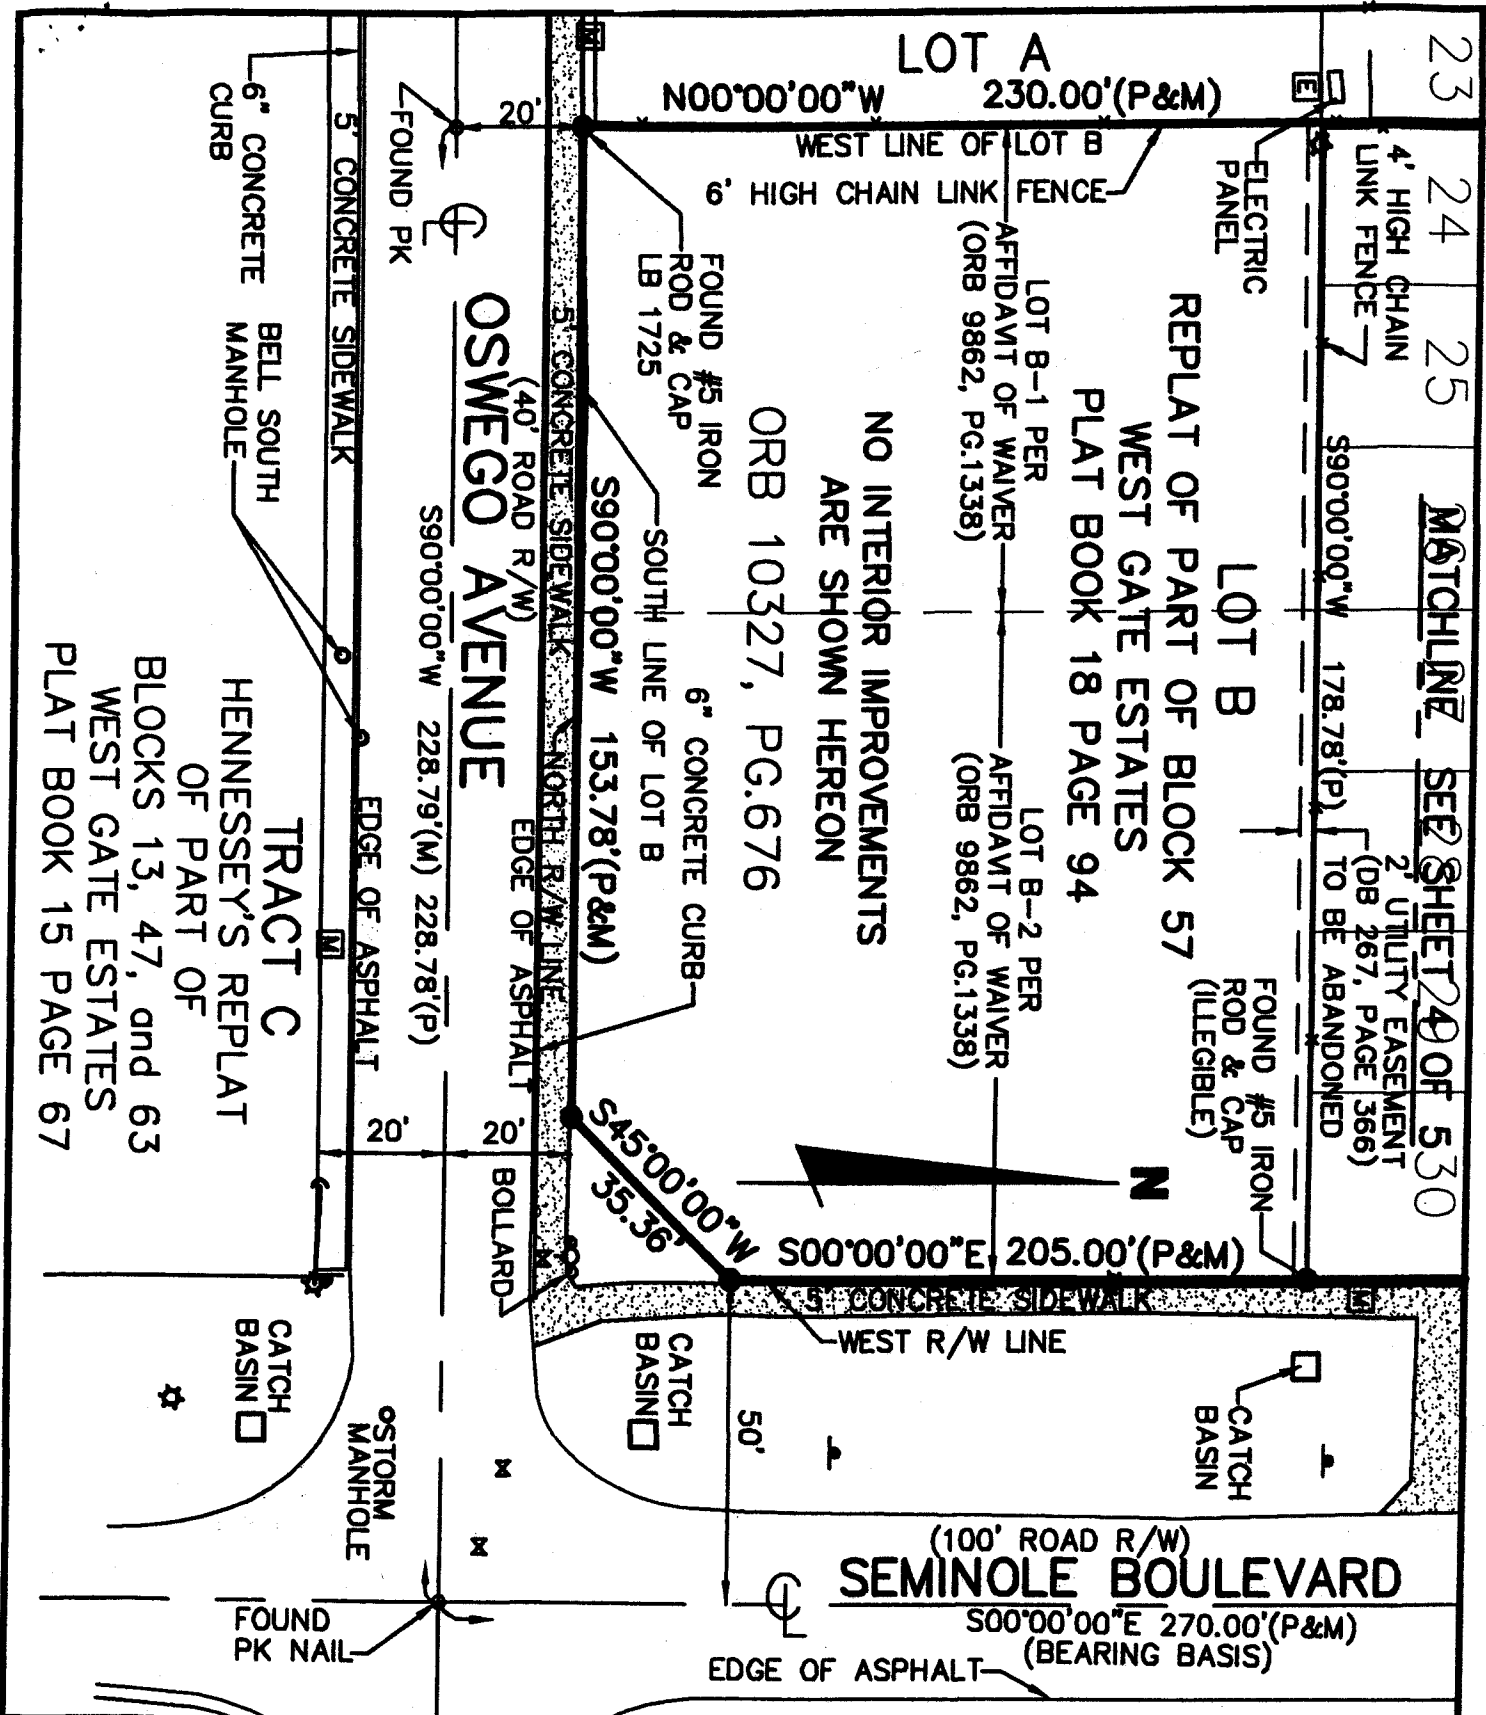 LOT A
N00°00'00"W 230.00'(P&M)
WEST LINE OF LOT B
6' HIGH CHAIN LINK FENCE
E
ELECTRIC
PANEL
4' HIGH CHAIN
LINK FENCE
23
24
25
30
MATCHLINE SEE SHEET 4 OF 5
S90°00'00"W 178.78'(P)
2' UTILITY EASEMENT
(DB 267, PAGE 366)
TO BE ABANDONED
FOUND #5 IRON
ROD & CAP
(ILLEGIBLE)
LOT B
REPLAT OF PART OF BLOCK 57
WEST GATE ESTATES
PLAT BOOK 18 PAGE 94
LOT B-1 PER
AFFIDAVIT OF WAIVER
(ORB 9862, PG.1338)
LOT B-2 PER
AFFIDAVIT OF WAIVER
(ORB 9862, PG.1338)
NO INTERIOR IMPROVEMENTS
ARE SHOWN HEREON
ORB 10327, PG.676
FOUND #5 IRON
ROD & CAP
LB 1725
SOUTH LINE OF LOT B
6" CONCRETE CURB
S90°00'00"W 153.78'(P&M)
5' CONCRETE SIDEWALK
NORTH R/W LINE
EDGE OF ASPHALT
(40' ROAD R/W)
OSWEGO AVENUE
S90°00'00"W 228.79'(M) 228.78'(P)
20'
FOUND PK
M
5' CONCRETE SIDEWALK
EDGE OF ASPHALT
6" CONCRETE
CURB
BELL SOUTH
MANHOLE
M
TRACT C
HENNESSEY'S REPLAT
OF PART OF
BLOCKS 13, 47, and 63
WEST GATE ESTATES
PLAT BOOK 15 PAGE 67
20'
20'
BOLLARD
S45°00'00"W
35.36'
N
S00°00'00"E 205.00'(P&M)
5' CONCRETE SIDEWALK
M
WEST R/W LINE
CATCH
BASIN
CATCH
BASIN
CATCH
BASIN
50'
STORM
MANHOLE
(100' ROAD R/W)
SEMINOLE BOULEVARD
S00°00'00"E 270.00'(P&M)
(BEARING BASIS)
FOUND
PK NAIL
EDGE OF ASPHALT